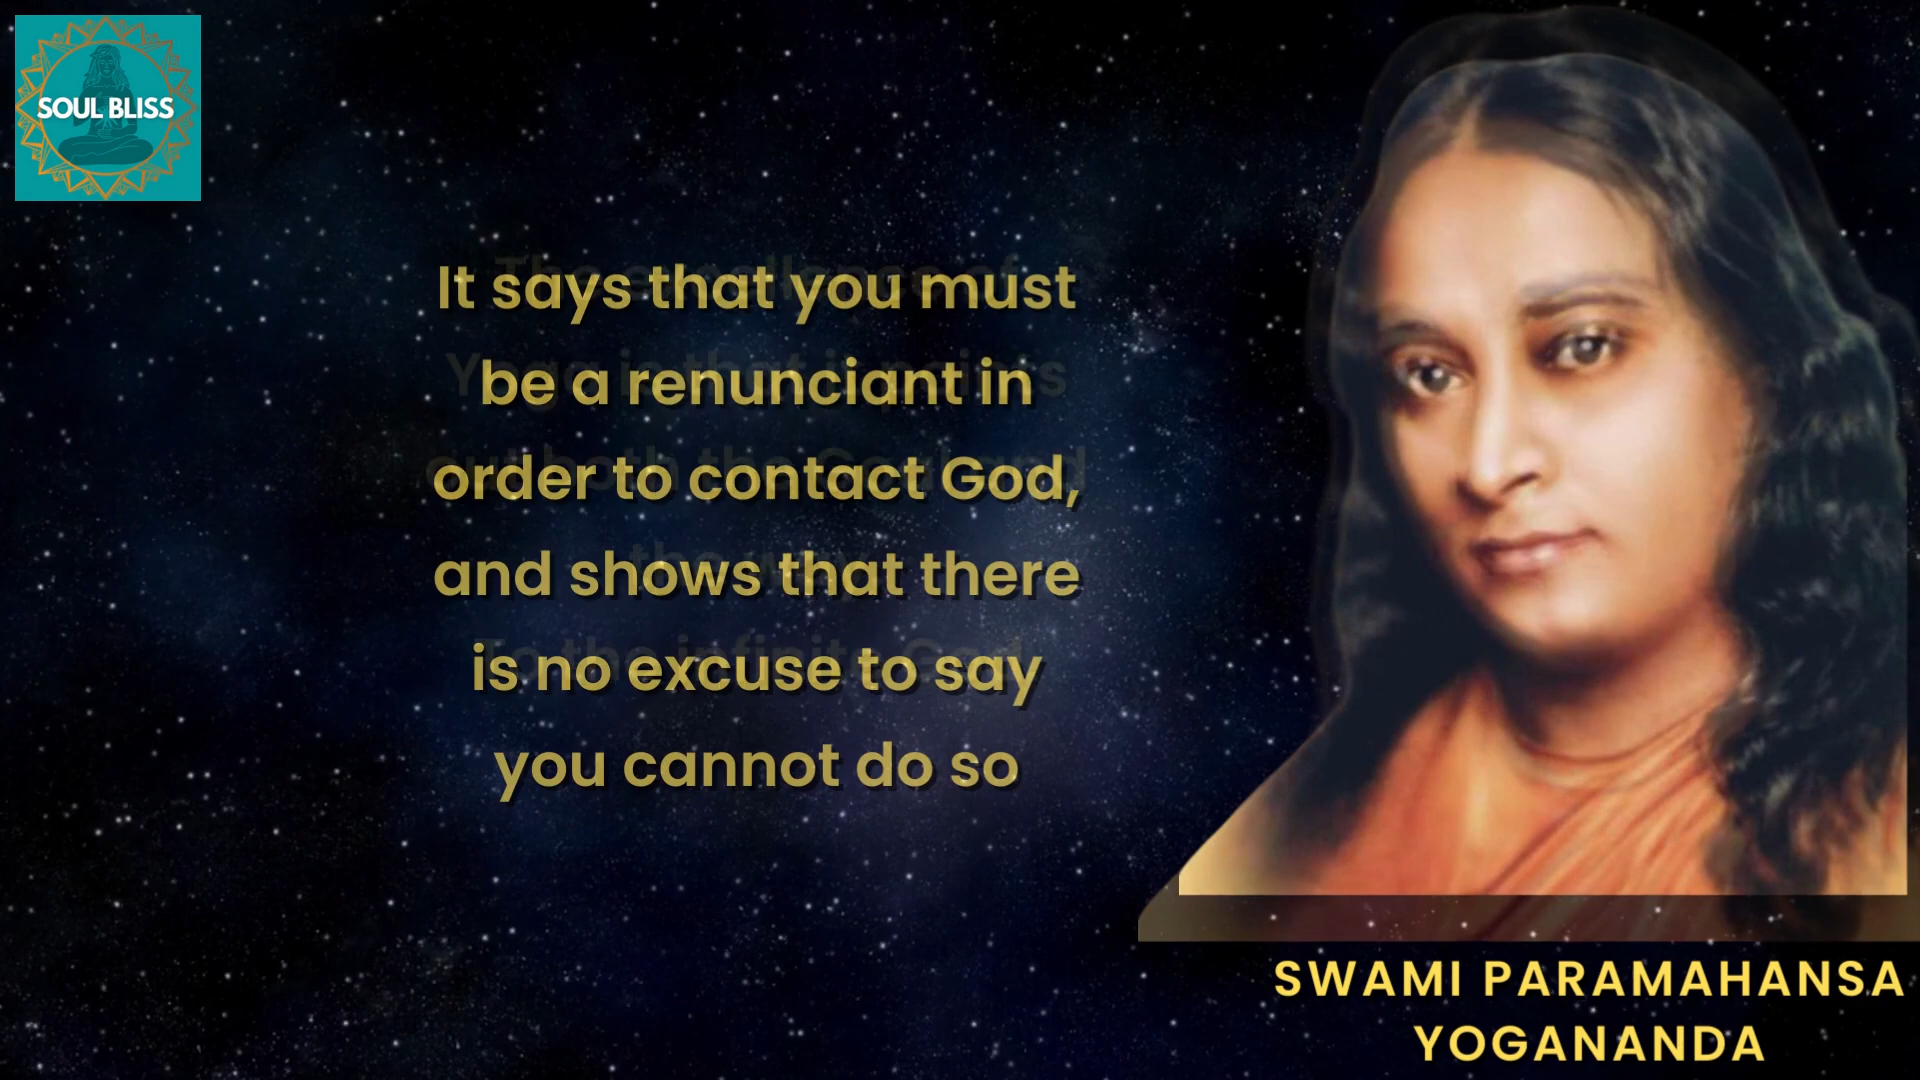 SOUL BLISS
It says that you must
be a renunciant in
order to contact God,
and shows that there
is no excuse to say
you cannot do so
SWAMI PARAMAHANSA
YOGANANDA